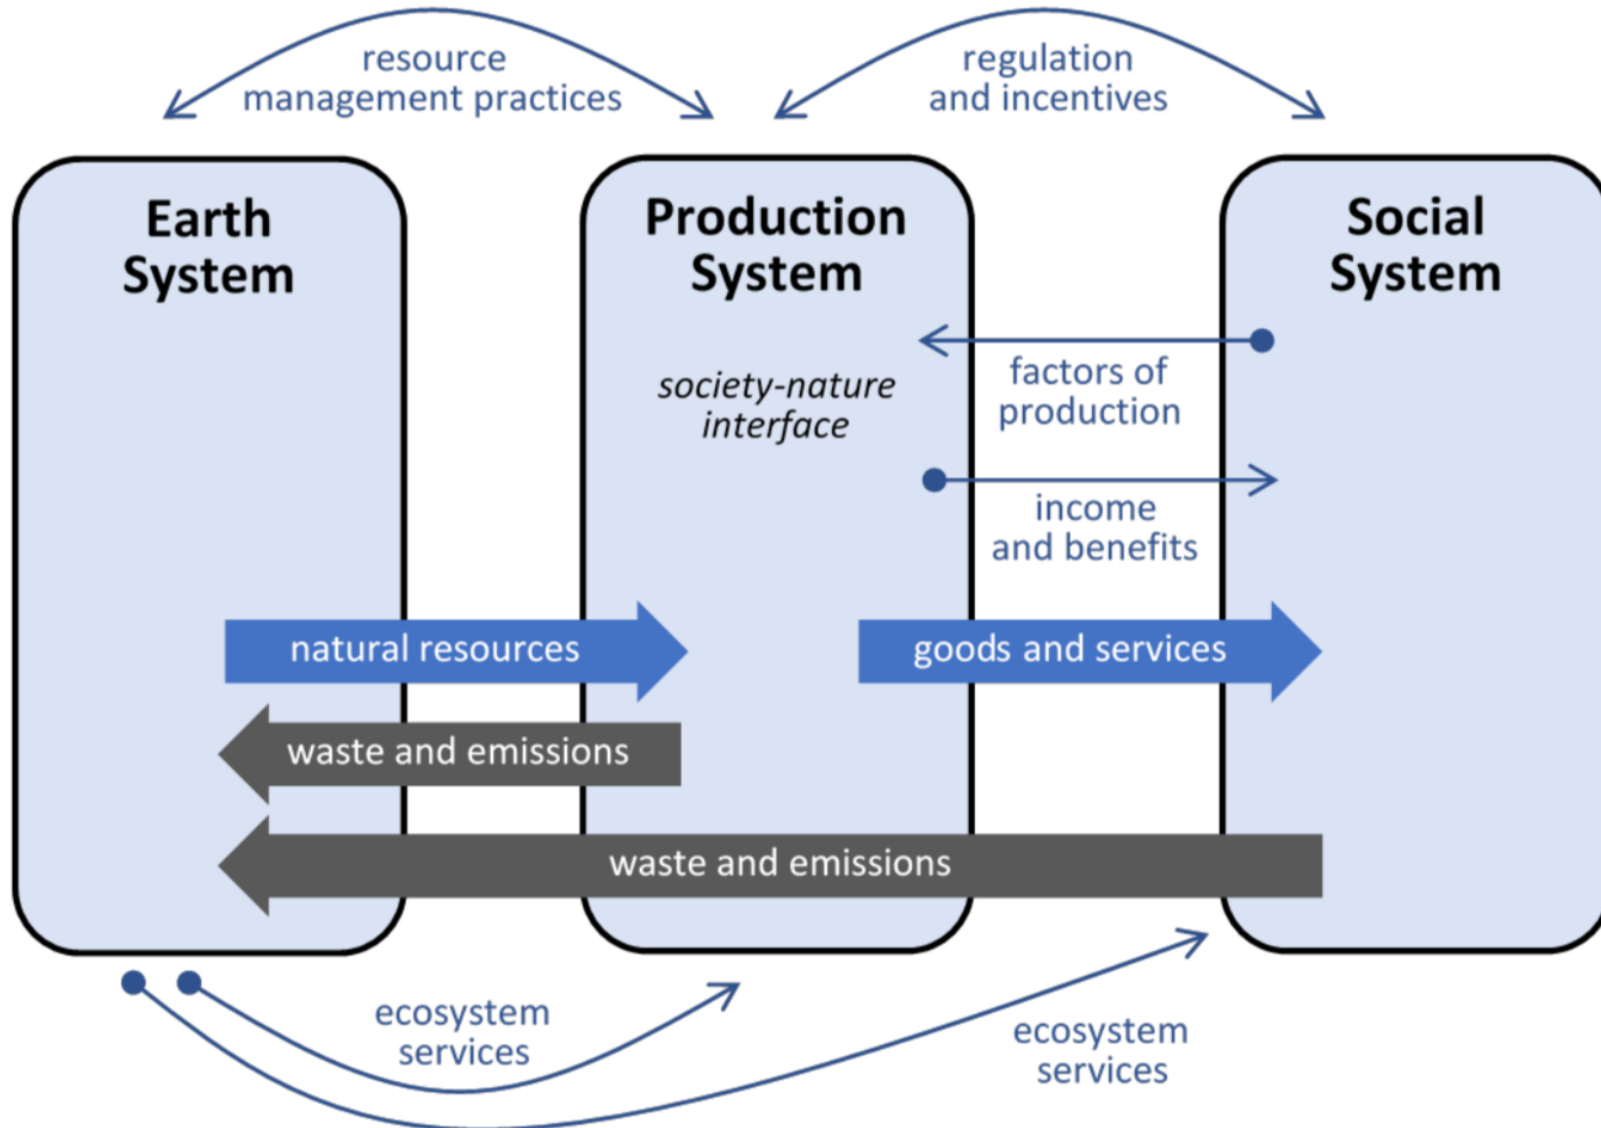 resource
management practices
regulation
and incentives
Earth
System
Production
System
Social
System
society-nature
interface
factors of
production
income
and benefits
natural resources
goods and services
waste and emissions
waste and emissions
ecosystem
services
ecosystem
services